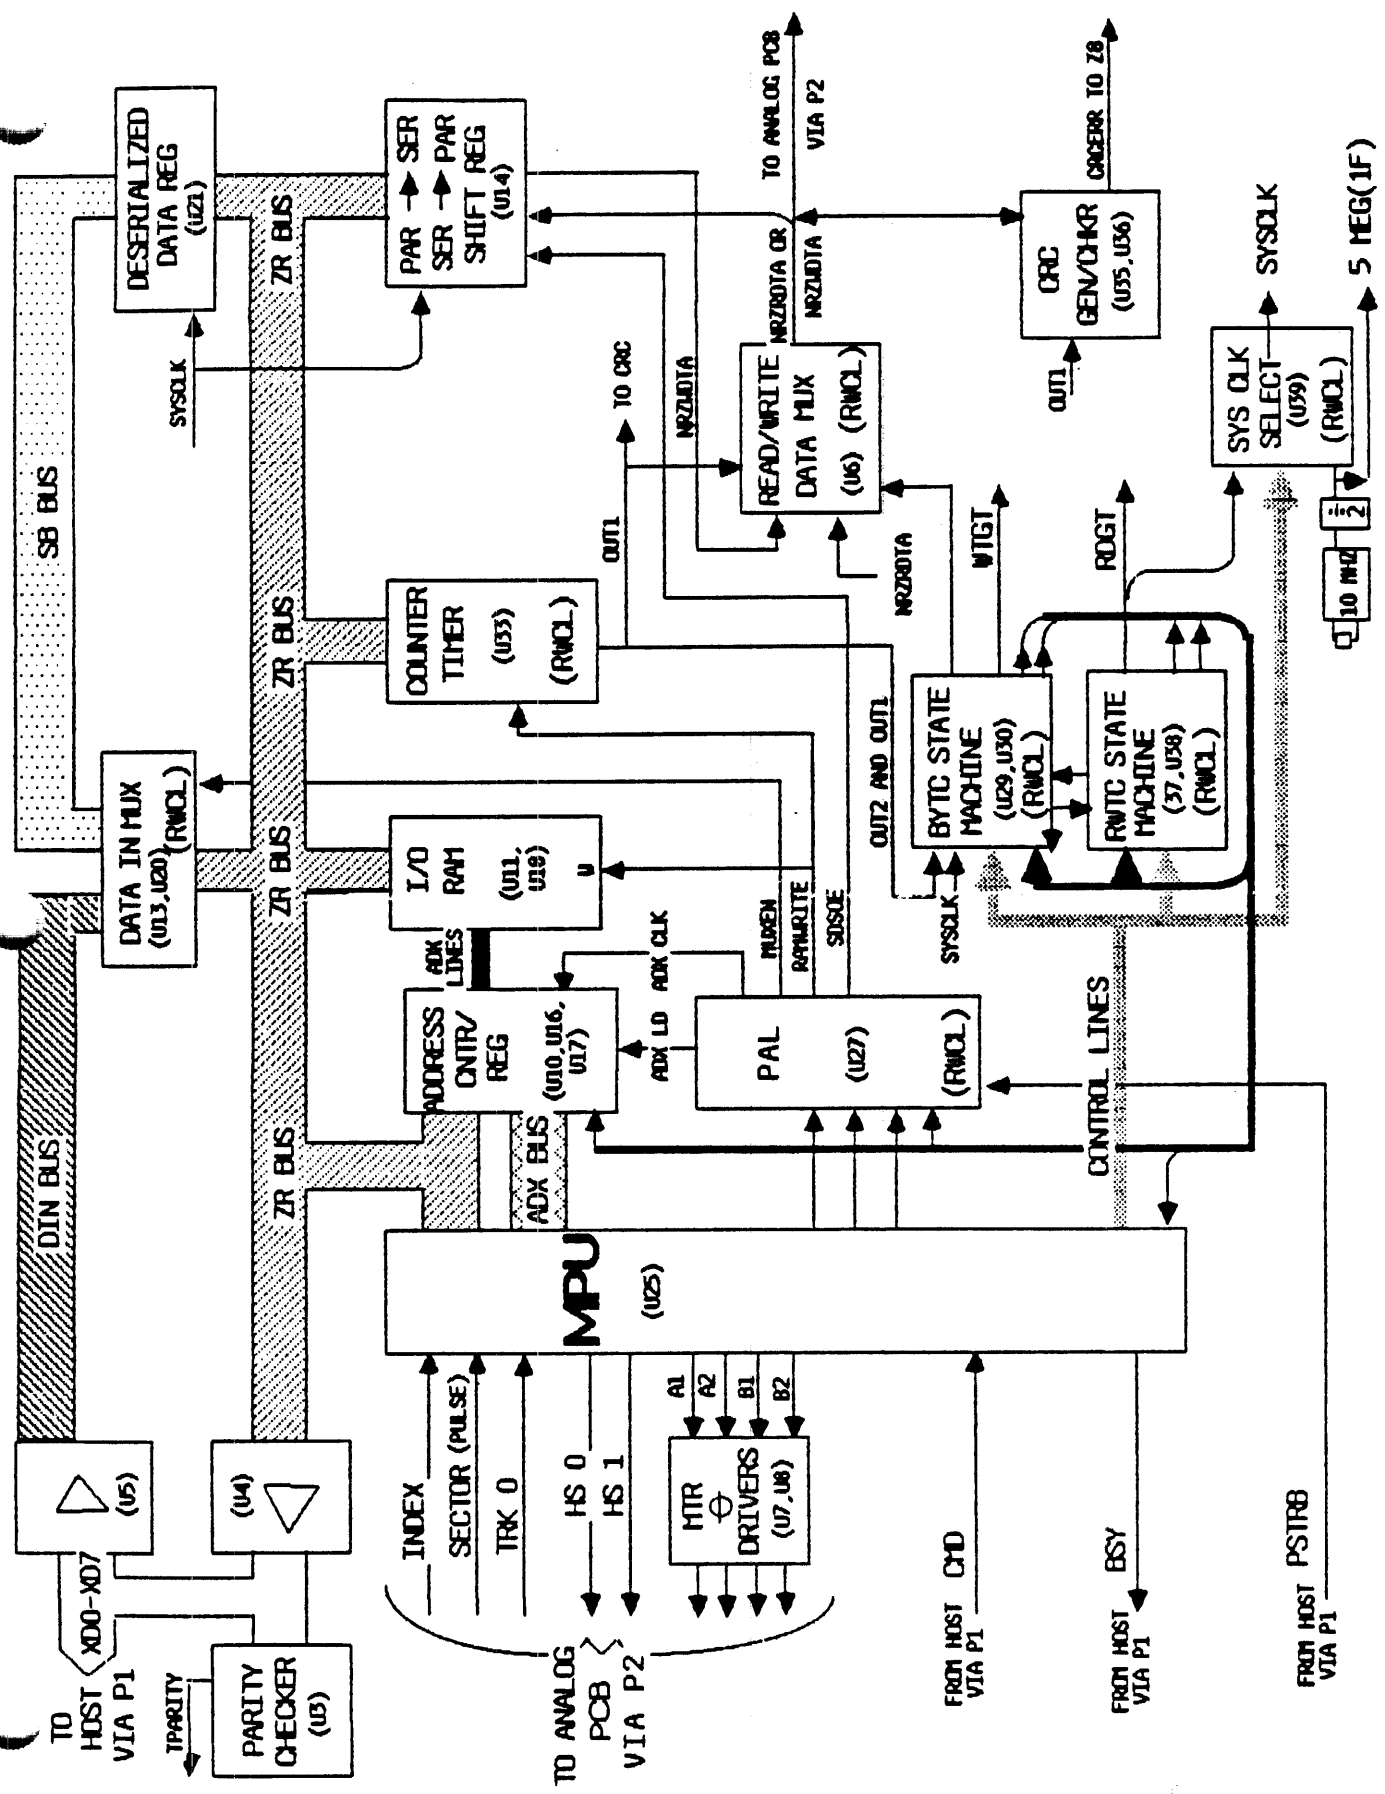 TO
HOST
VIA P1
XD0-XD7
(U5)
DIN BUS
DATA IN MUX
(U13,U20)
(RWCL)
SB BUS
DESERIALIZED
DATA REG
(U21)
SYSCLK
TPARITY
PARITY
CHECKER
(U3)
(U4)
ZR BUS
ZR BUS
ZR BUS
ZR BUS
INDEX
SECTOR (PULSE)
TRK 0
HS 0
HS 1
TO ANALOG
PCB
VIA P2
MTR
Φ
DRIVERS
(U7,U8)
A1
A2
B1
B2
MPU
(U25)
ADX BUS
ADDRESS
CNTR/
REG
(U10,U16,
U17)
ADX
LINES
I/O
RAM
(U11,
U19)
W
COUNTER
TIMER
(U33)
(RWCL)
PAR → SER
SER → PAR
SHIFT REG
(U14)
ADX LD
ADX CLK
PAL
(U27)
(RWCL)
MUXEN
RAMWRITE
SDSOE
OUT1
TO CRC
NRZWDTA
READ/WRITE
DATA MUX
(U6) (RWCL)
NRZRDTA OR
NRZWDTA
TO ANALOG PCB
VIA P2
NRZRDTA
OUT2 AND OUT1
SYSCLK
BYTC STATE
MACHINE
(U29,U30)
(RWCL)
WTGT
RWTC STATE
MACHINE
(37,U38)
(RWCL)
RDGT
OUT1
CRC
GEN/CHKR
(U35,U36)
CRCERR TO Z8
SYS CLK
SELECT
(U39)
(RWCL)
SYSCLK
10 MHZ
÷
2
5 MEG(1F)
CONTROL LINES
FROM HOST
VIA P1
CMD
FROM HOST
VIA P1
BSY
FROM HOST
VIA P1
PSTRB